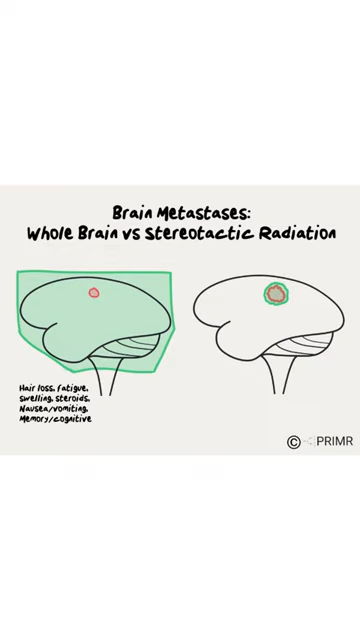 Brain Metastases:
Whole Brain vs Stereotactic Radiation
Hair loss, fatigue,
swelling, steroids,
Nausea/vomiting,
Memory/cognitive
© PRIMR